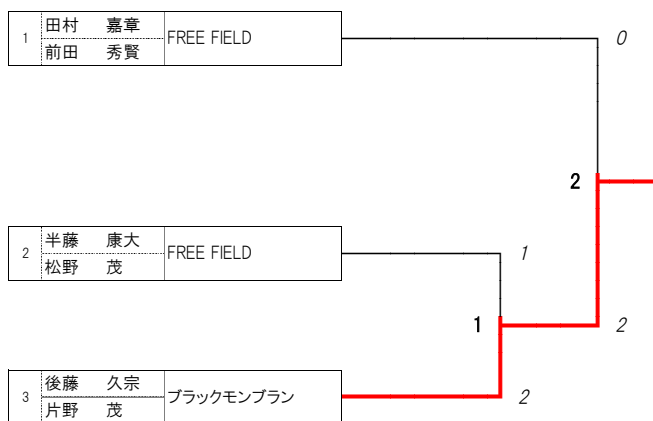 1 田村 嘉章 FREE FIELD 0
前田 秀賢
2
2 半藤 康大 FREE FIELD 1
松野 茂
1 2
3 後藤 久宗 ブラックモンブラン 2
片野 茂